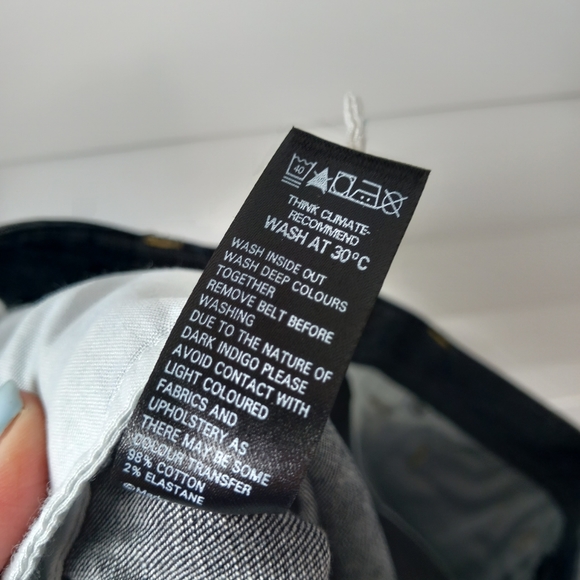 40
THINK CLIMATE-
RECOMMEND
WASH AT 30°C
WASH INSIDE OUT
WASH DEEP COLOURS
TOGETHER
REMOVE BELT BEFORE
WASHING
DUE TO THE NATURE OF
DARK INDIGO PLEASE
AVOID CONTACT WITH
LIGHT COLOURED
FABRICS AND
UPHOLSTERY AS
THERE MAY BE SOME
COLOUR TRANSFER
98% COTTON
2% ELASTANE